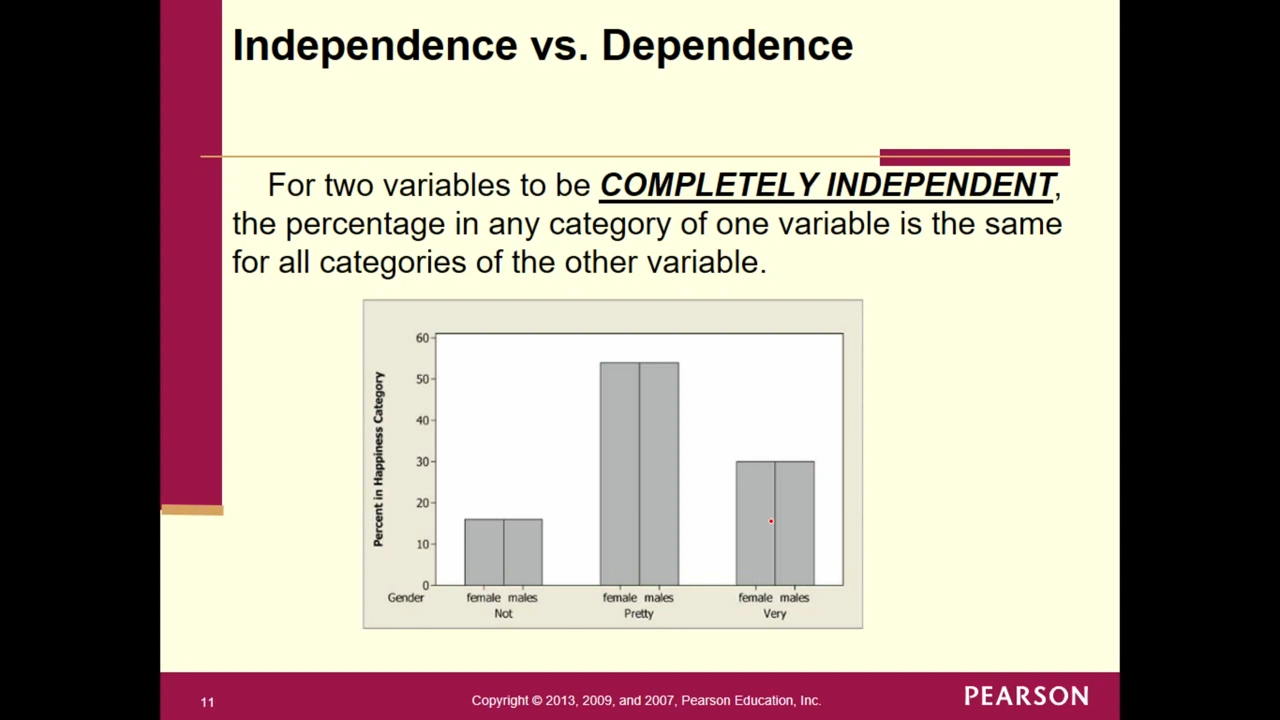 Independence vs. Dependence
For two variables to be COMPLETELY INDEPENDENT,
the percentage in any category of one variable is the same
for all categories of the other variable.
Percent in Happiness Category
60
50
40
30
20
10
0
Gender female males female males female males
Not Pretty Very
11 Copyright © 2013, 2009, and 2007, Pearson Education, Inc. PEARSON